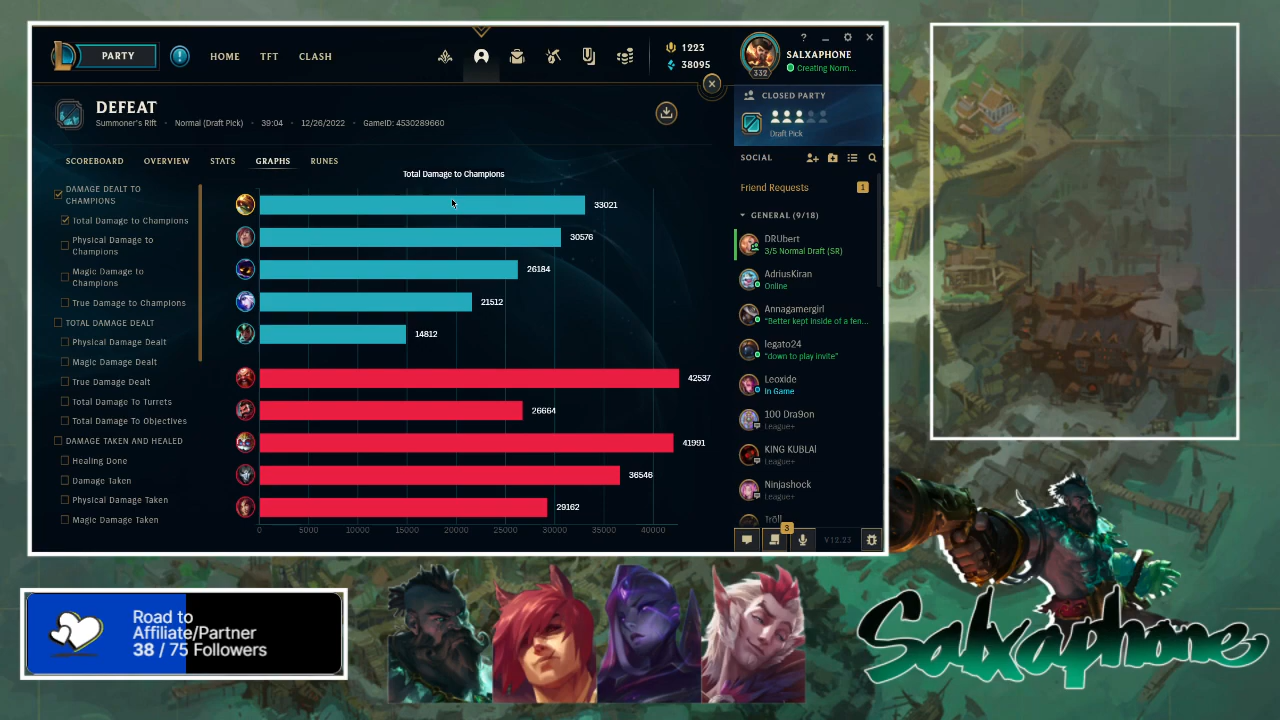 PARTY
HOME
TFT
CLASH
1223
38095
?
SALXAPHONE
332
Creating Norm...
DEFEAT
Summoner's Rift • Normal (Draft Pick) • 39:04 • 12/26/2022 • GameID: 4530289660
SCOREBOARD
OVERVIEW
STATS
GRAPHS
RUNES
DAMAGE DEALT TO
CHAMPIONS
Total Damage to Champions
Physical Damage to
Champions
Magic Damage to
Champions
True Damage to Champions
TOTAL DAMAGE DEALT
Physical Damage Dealt
Magic Damage Dealt
True Damage Dealt
Total Damage To Turrets
Total Damage To Objectives
DAMAGE TAKEN AND HEALED
Healing Done
Damage Taken
Physical Damage Taken
Magic Damage Taken
Total Damage to Champions
33021
30576
26184
21512
14812
42537
26664
41991
36546
29162
0 5000 10000 15000 20000 25000 30000 35000 40000
CLOSED PARTY
Draft Pick
SOCIAL
Friend Requests
1
GENERAL (9/18)
DRUbert
3/5 Normal Draft (SR)
AdriusKiran
Online
Annagamergirl
"Better kept inside of a fen...
legato24
"down to play invite"
Leoxide
In Game
100 Dra9on
League+
KING KUBLAI
League+
Ninjashock
League+
Tröll
3
V12.23
Road to
Affiliate/Partner
38 / 75 Followers
Salxaphone